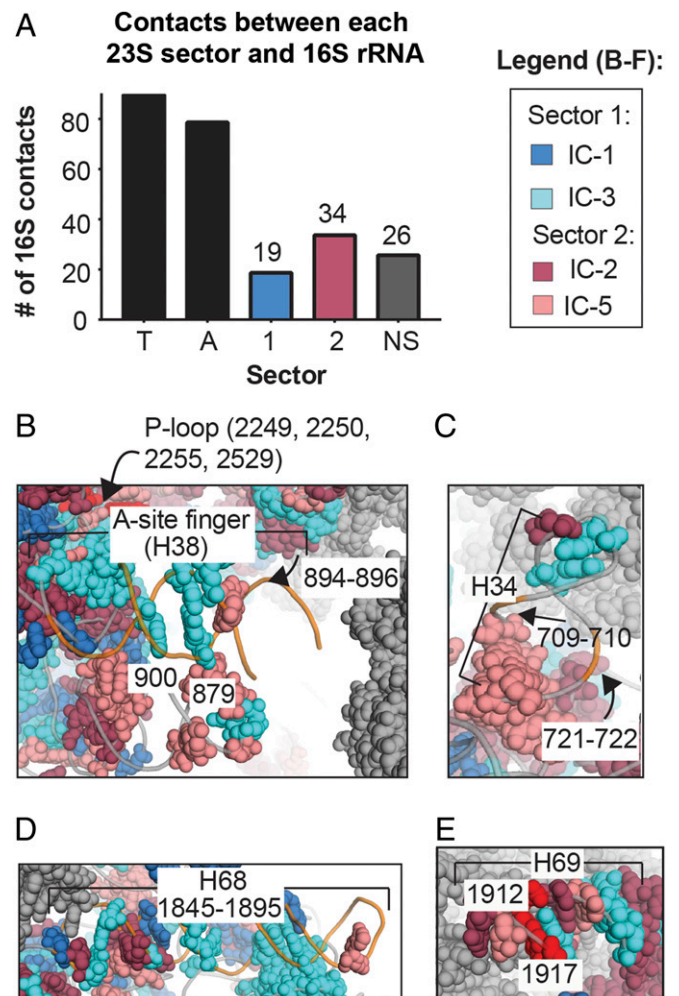 A
Contacts between each
23S sector and 16S rRNA
# of 16S contacts
80
60
40
20
0
19
34
26
T A 1 2 NS
Sector
Legend (B-F):
Sector 1:
IC-1
IC-3
Sector 2:
IC-2
IC-5
B
P-loop (2249, 2250,
2255, 2529)
A-site finger
(H38)
894-896
900
879
C
H34
709-710
721-722
D
H68
1845-1895
E
H69
1912
1917